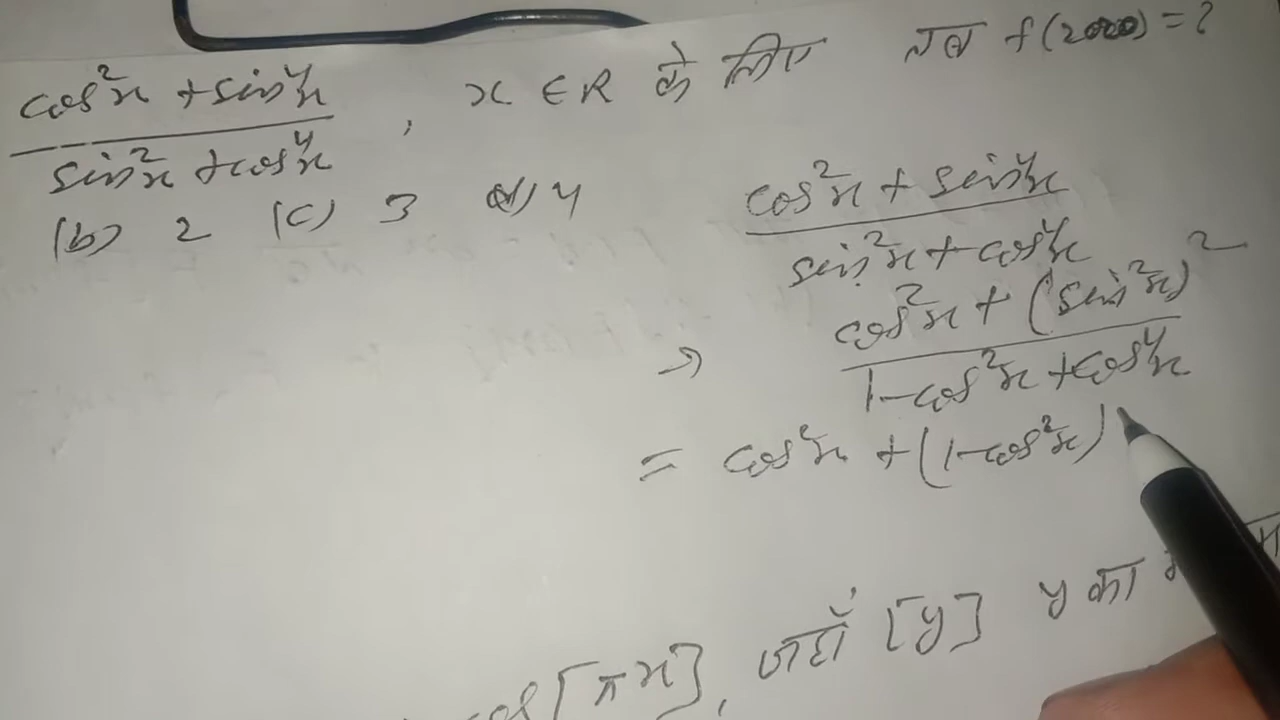 cos²x + sin⁴x
sin²x + cos⁴x , x ∈ R के लिए तब f(2000) = ?
(b) 2 (c) 3 (d) 4
cos²x + sin⁴x
sin²x + cos⁴x
⇒ cos²x + (sin²x)²
1 - cos²x + cos⁴x
= cos²x + (1 - cos²x)
cos [πx], जहाँ [y] y का